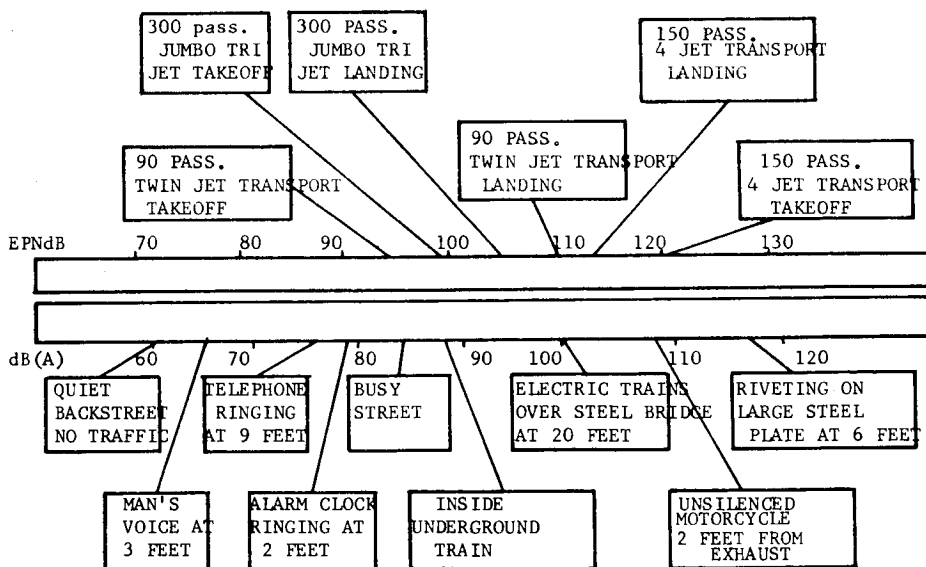 300 pass.
JUMBO TRI
JET TAKEOFF
300 PASS.
JUMBO TRI
JET LANDING
150 PASS.
4 JET TRANSPORT
LANDING
90 PASS.
TWIN JET TRANSPORT
TAKEOFF
90 PASS.
TWIN JET TRANSPORT
LANDING
150 PASS.
4 JET TRANSPORT
TAKEOFF
EPNdB 70 80 90 100 110 120 130
dB(A) 60 70 80 90 100 110 120
QUIET
BACKSTREET
NO TRAFFIC
TELEPHONE
RINGING
AT 9 FEET
BUSY
STREET
ELECTRIC TRAINS
OVER STEEL BRIDGE
AT 20 FEET
RIVETING ON
LARGE STEEL
PLATE AT 6 FEET
MAN'S
VOICE AT
3 FEET
ALARM CLOCK
RINGING AT
2 FEET
INSIDE
UNDERGROUND
TRAIN
UNSILENCED
MOTORCYCLE
2 FEET FROM
EXHAUST